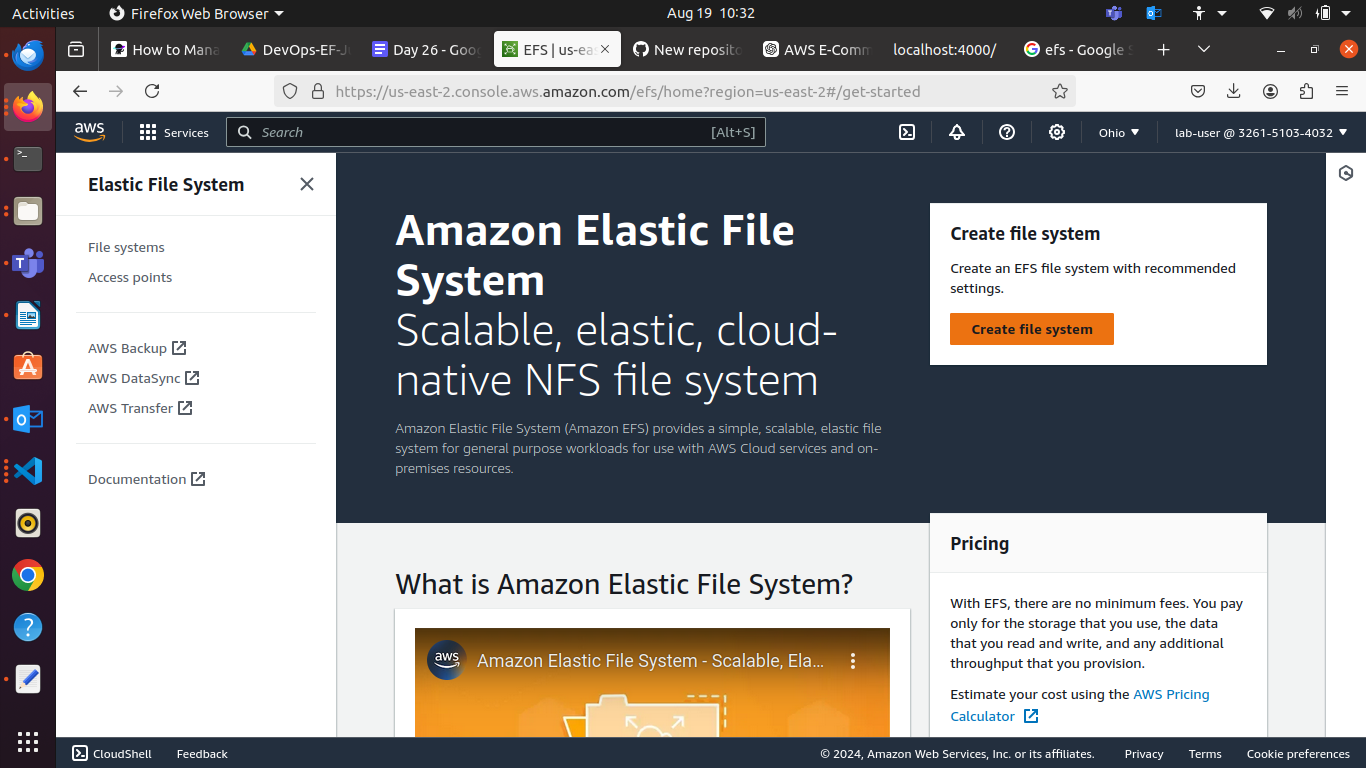 Activities
Firefox Web Browser
Aug 19 10:32
How to Mana
DevOps-EF-Ju
Day 26 - Goog
EFS | us-eas
New reposito
AWS E-Comm
localhost:4000/
efs - Google S
https://us-east-2.console.aws.amazon.com/efs/home?region=us-east-2#/get-started
aws
Services
Search
[Alt+S]
Ohio
lab-user @ 3261-5103-4032
Elastic File System
File systems
Access points
AWS Backup
AWS DataSync
AWS Transfer
Documentation
Amazon Elastic File
System
Scalable, elastic, cloud-
native NFS file system
Amazon Elastic File System (Amazon EFS) provides a simple, scalable, elastic file
system for general purpose workloads for use with AWS Cloud services and on-
premises resources.
Create file system
Create an EFS file system with recommended
settings.
Create file system
What is Amazon Elastic File System?
aws
Amazon Elastic File System - Scalable, Ela...
Pricing
With EFS, there are no minimum fees. You pay
only for the storage that you use, the data
that you read and write, and any additional
throughput that you provision.
Estimate your cost using the AWS Pricing
Calculator
CloudShell
Feedback
© 2024, Amazon Web Services, Inc. or its affiliates.
Privacy
Terms
Cookie preferences